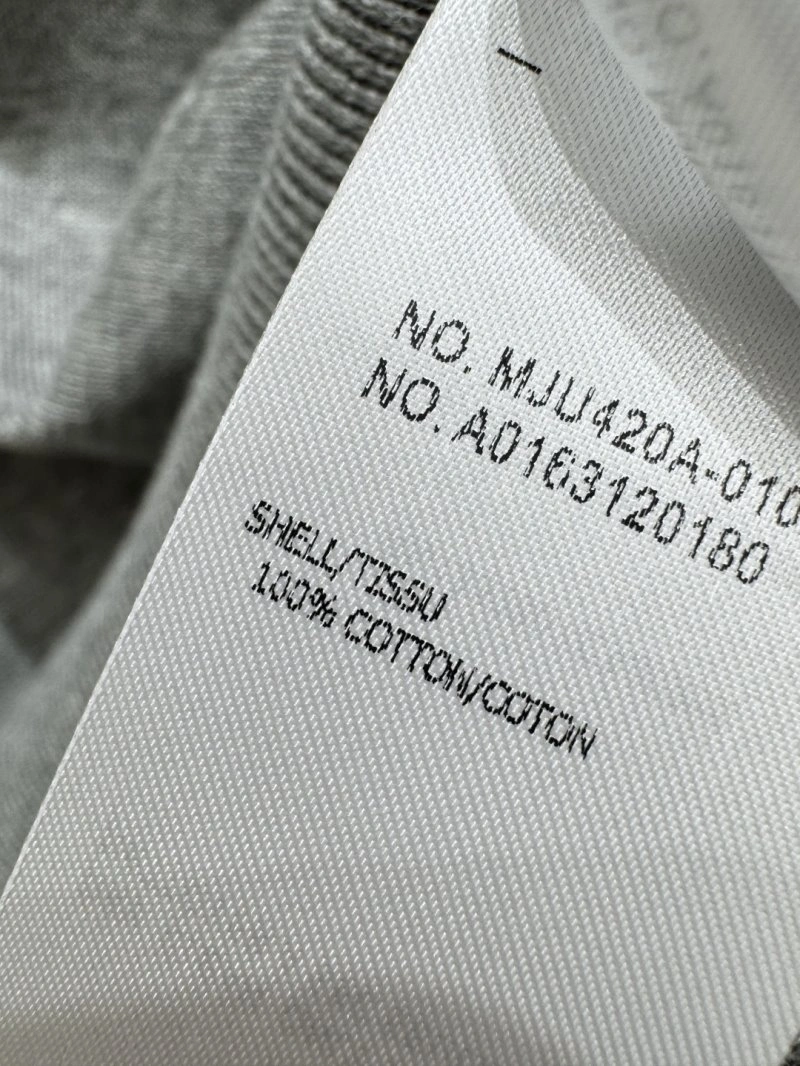 NO. MJU420A-010
NO. A0163120180
SHELL/TISSU
100% COTTON/COTON